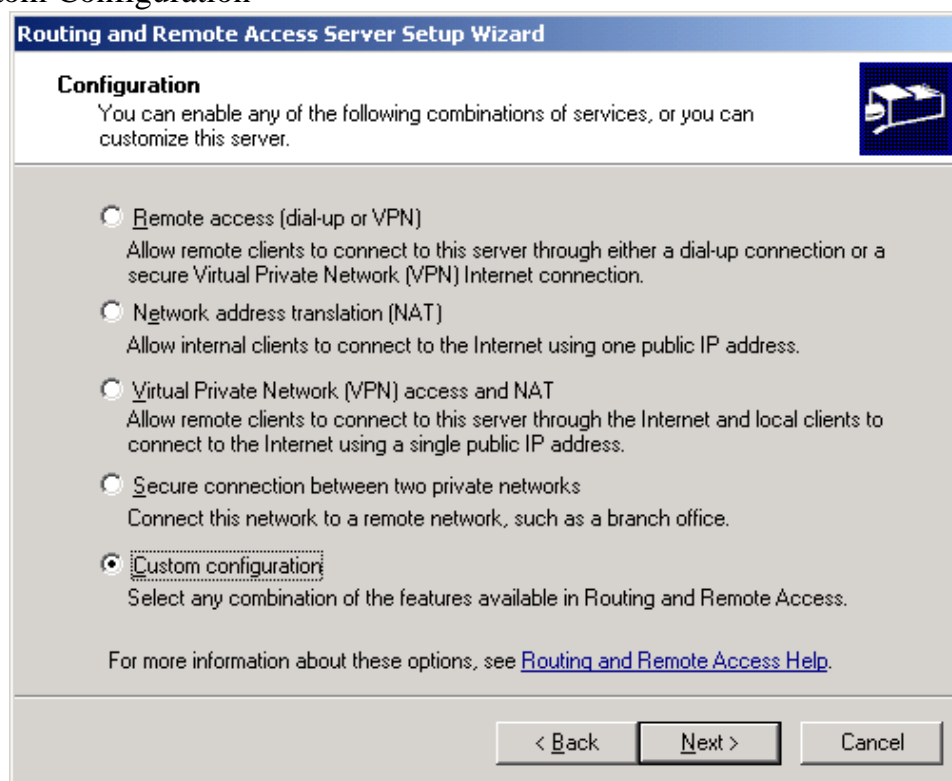 Configuration
Routing and Remote Access Server Setup Wizard
Configuration
You can enable any of the following combinations of services, or you can
customize this server.
Remote access (dial-up or VPN)
Allow remote clients to connect to this server through either a dial-up connection or a
secure Virtual Private Network (VPN) Internet connection.
Network address translation (NAT)
Allow internal clients to connect to the Internet using one public IP address.
Virtual Private Network (VPN) access and NAT
Allow remote clients to connect to this server through the Internet and local clients to
connect to the Internet using a single public IP address.
Secure connection between two private networks
Connect this network to a remote network, such as a branch office.
Custom configuration
Select any combination of the features available in Routing and Remote Access.
For more information about these options, see Routing and Remote Access Help.
< Back Next > Cancel